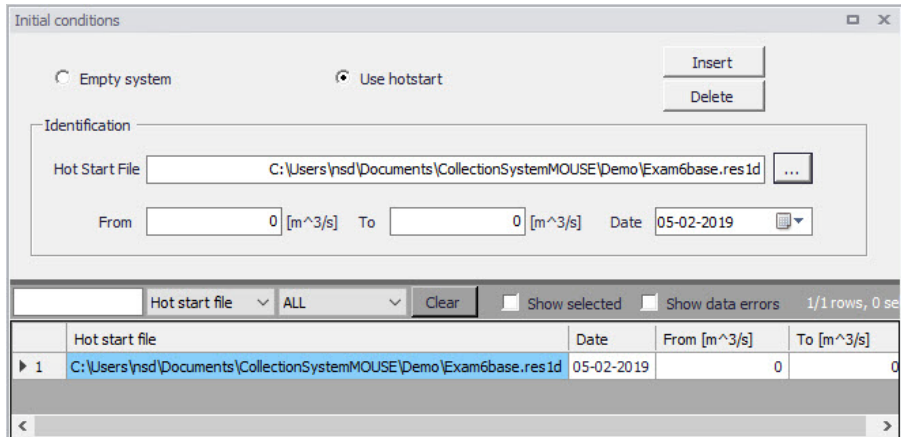 Initial conditions
Empty system Use hotstart Insert
Delete
Identification
Hot Start File C:\Users\nsd\Documents\CollectionSystemMOUSE\Demo\Exam6base.res1d ...
From 0 [m^3/s] To 0 [m^3/s] Date 05-02-2019
Hot start file ALL Clear Show selected Show data errors 1/1 rows, 0 se
Hot start file Date From [m^3/s] To [m^3/s]
1 C:\Users\nsd\Documents\CollectionSystemMOUSE\Demo\Exam6base.res1d 05-02-2019 0 0